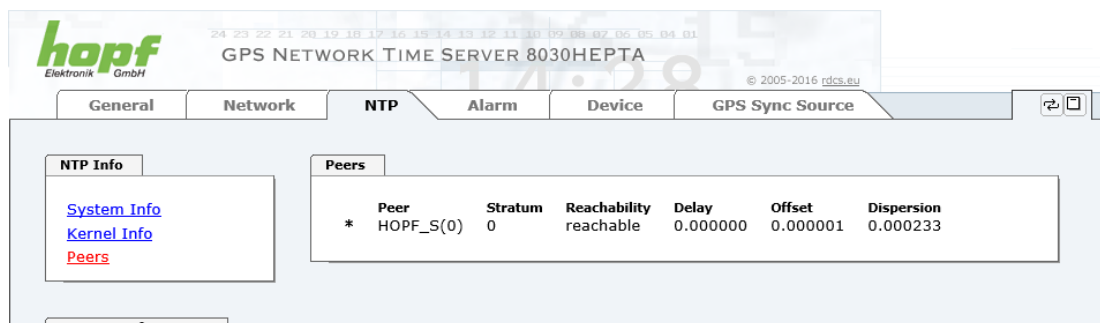 hopf
Elektronik GmbH
24 23 22 21 20 19 18 17 16 15 14 13 12 11 10 09 08 07 06 05 04 01
GPS NETWORK TIME SERVER 8030HEPTA
14:28
© 2005-2016 rdcs.eu
General Network NTP Alarm Device GPS Sync Source
NTP Info
System Info
Kernel Info
Peers
Peers
Peer Stratum Reachability Delay Offset Dispersion
* HOPF_S(0) 0 reachable 0.000000 0.000001 0.000233